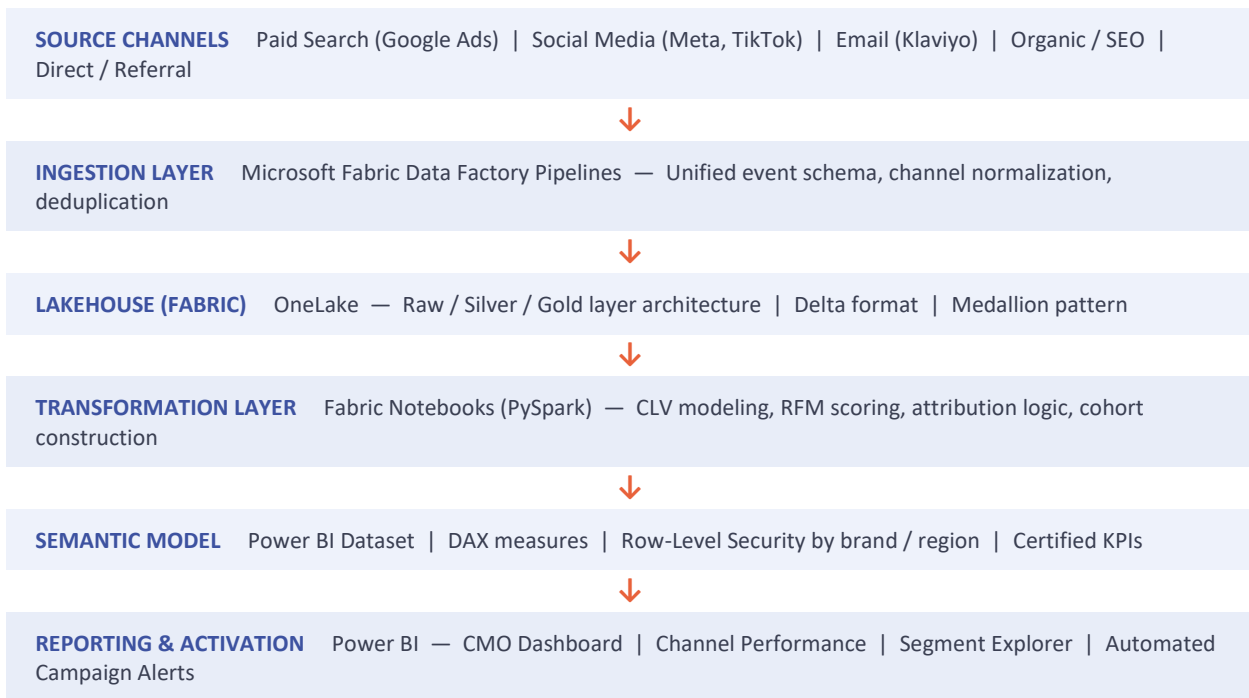 SOURCE CHANNELS Paid Search (Google Ads) | Social Media (Meta, TikTok) | Email (Klaviyo) | Organic / SEO |
Direct / Referral
↓
INGESTION LAYER Microsoft Fabric Data Factory Pipelines — Unified event schema, channel normalization,
deduplication
↓
LAKEHOUSE (FABRIC) OneLake — Raw / Silver / Gold layer architecture | Delta format | Medallion pattern
↓
TRANSFORMATION LAYER Fabric Notebooks (PySpark) — CLV modeling, RFM scoring, attribution logic, cohort
construction
↓
SEMANTIC MODEL Power BI Dataset | DAX measures | Row-Level Security by brand / region | Certified KPIs
↓
REPORTING & ACTIVATION Power BI — CMO Dashboard | Channel Performance | Segment Explorer | Automated
Campaign Alerts